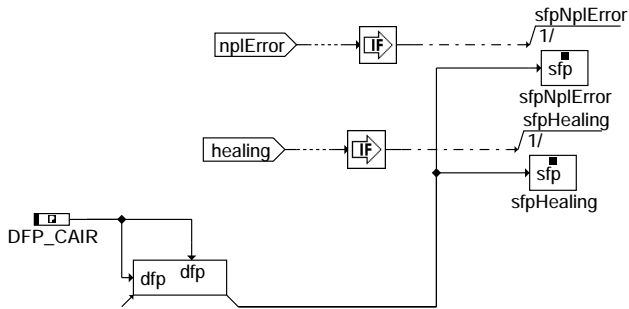 sfpNplError
nplError
IF
1/
sfp
sfpNplError
sfpHealing
healing
IF
1/
sfp
sfpHealing
P
DFP_CAIR
dfp
dfp